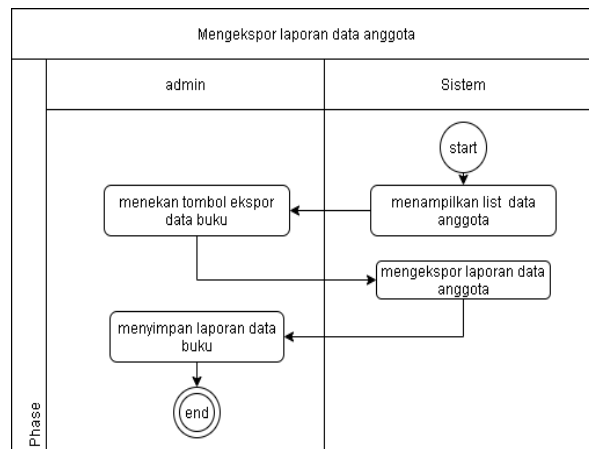 Mengekspor laporan data anggota
admin
Sistem
start
menampilkan list data
anggota
menekan tombol ekspor
data buku
mengekspor laporan data
anggota
menyimpan laporan data
buku
end
Phase